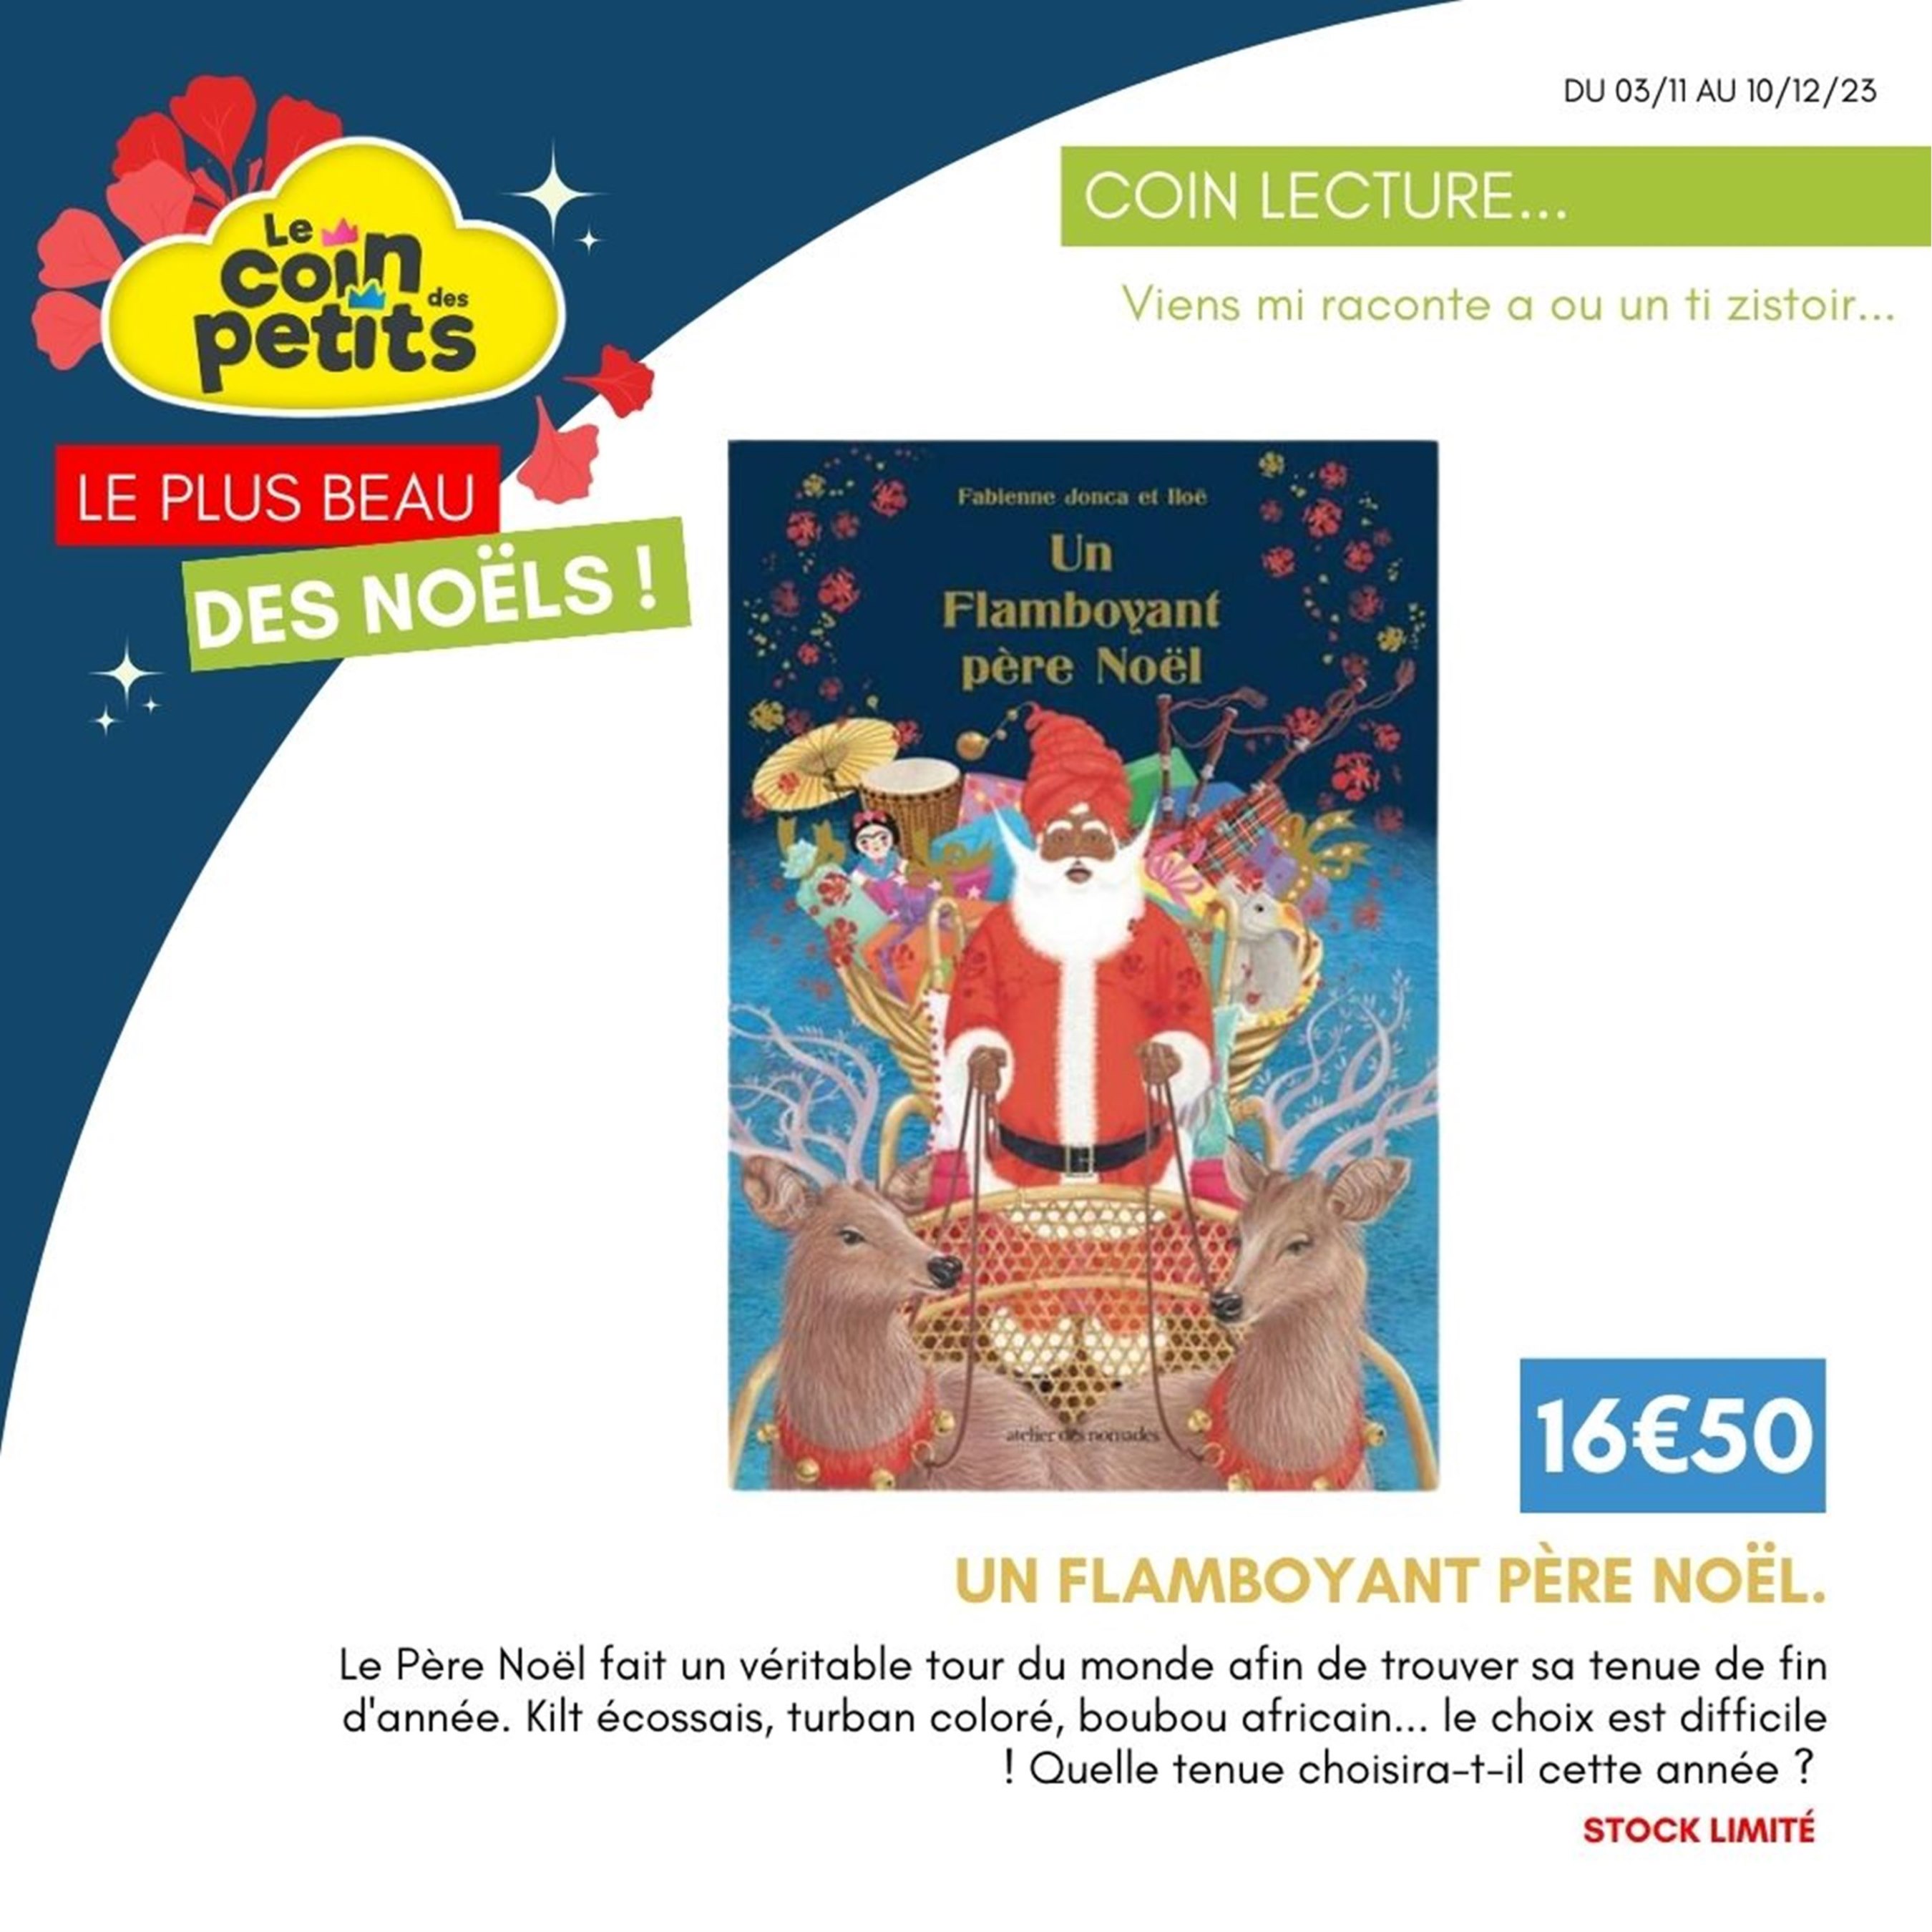 DU 03/11 AU 10/12/23
COIN LECTURE...
Viens mi raconte a ou un ti zistoir...
Le
coin
des
petits
LE PLUS BEAU
DES NOËLS !
Fabienne Jonca et Iloë
Un
Flamboyant
père Noël
atelier des nomades
16€50
UN FLAMBOYANT PÈRE NOËL.
Le Père Noël fait un véritable tour du monde afin de trouver sa tenue de fin
d'année. Kilt écossais, turban coloré, boubou africain... le choix est difficile
! Quelle tenue choisira-t-il cette année ?
STOCK LIMITÉ